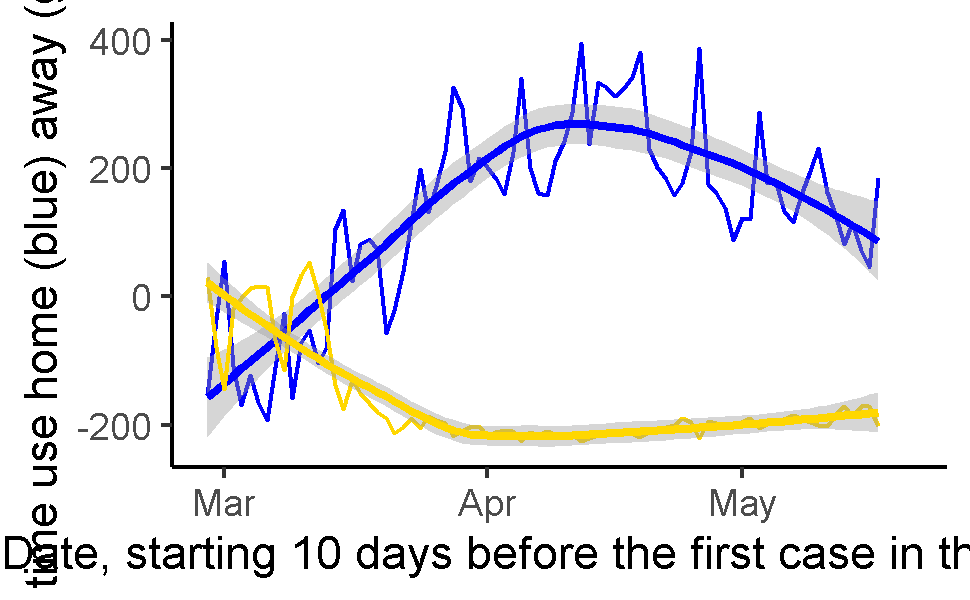 time use home (blue) away (
400
200
0
-200
Mar Apr May
Date, starting 10 days before the first case in th